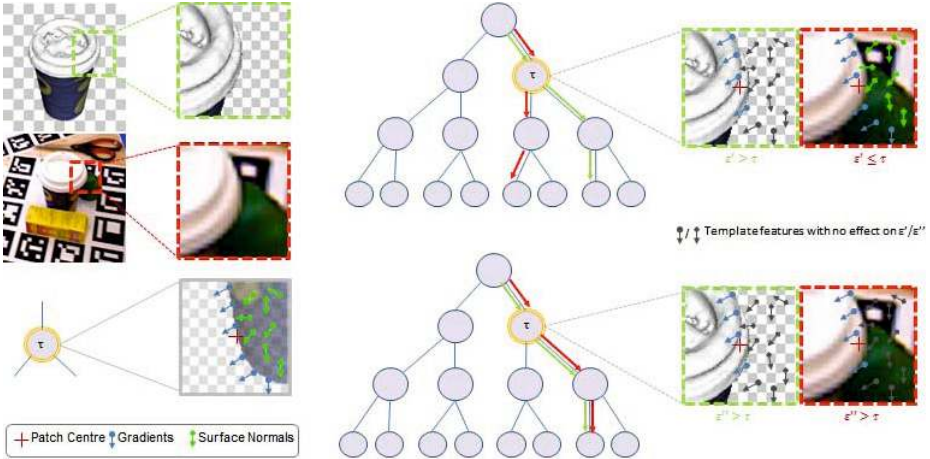 τ
ε' > τ
ε' ≤ τ
/ Template features with no effect on ε'/ε''
τ
τ
ε'' > τ
ε'' > τ
Patch Centre Gradients Surface Normals